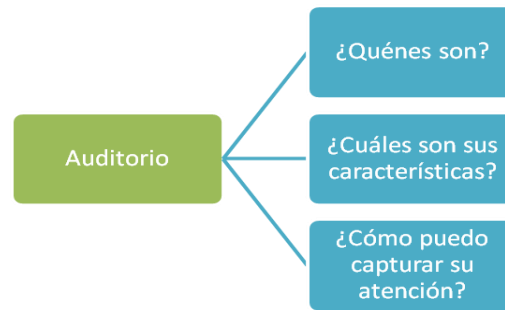 ¿Quénes son?
Auditorio
¿Cuáles son sus
características?
¿Cómo puedo
capturar su
atención?